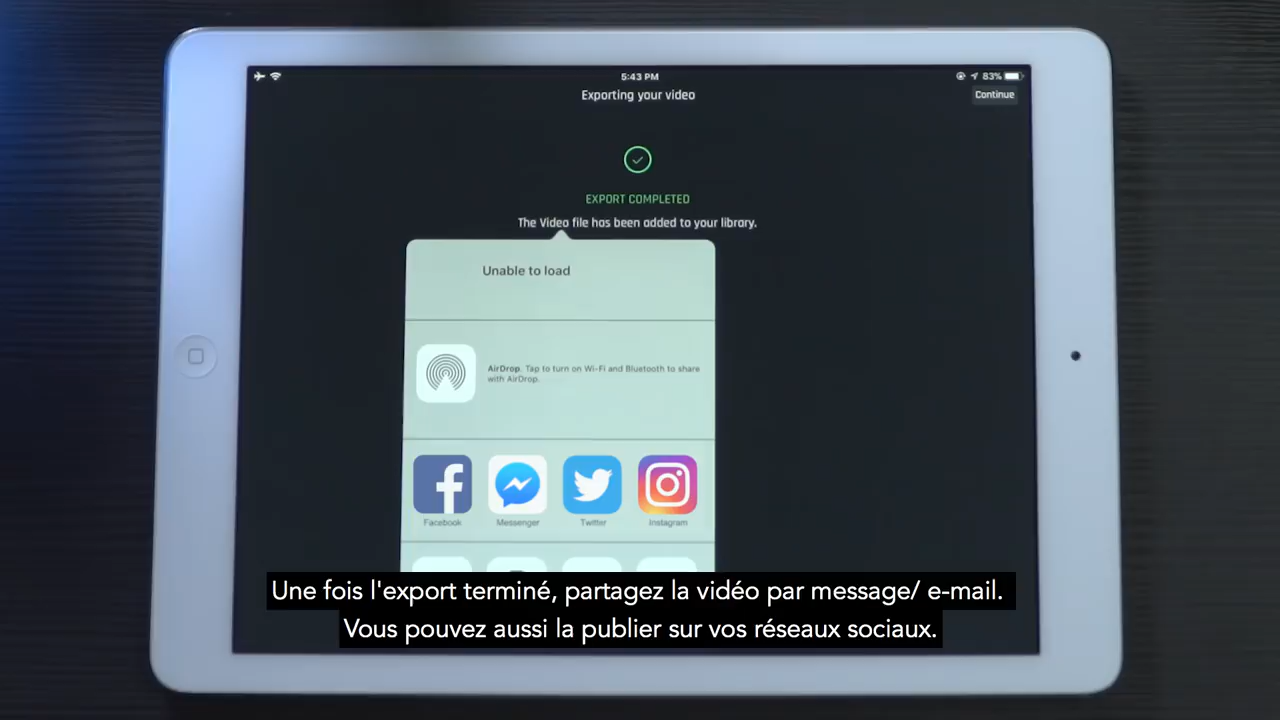 5:43 PM
83%
Exporting your video
Continue
EXPORT COMPLETED
The Video file has been added to your library.
Unable to load
AirDrop. Tap to turn on Wi-Fi and Bluetooth to share
with AirDrop.
Facebook
Messenger
Twitter
Instagram
Une fois l'export terminé, partagez la vidéo par message/ e-mail.
Vous pouvez aussi la publier sur vos réseaux sociaux.